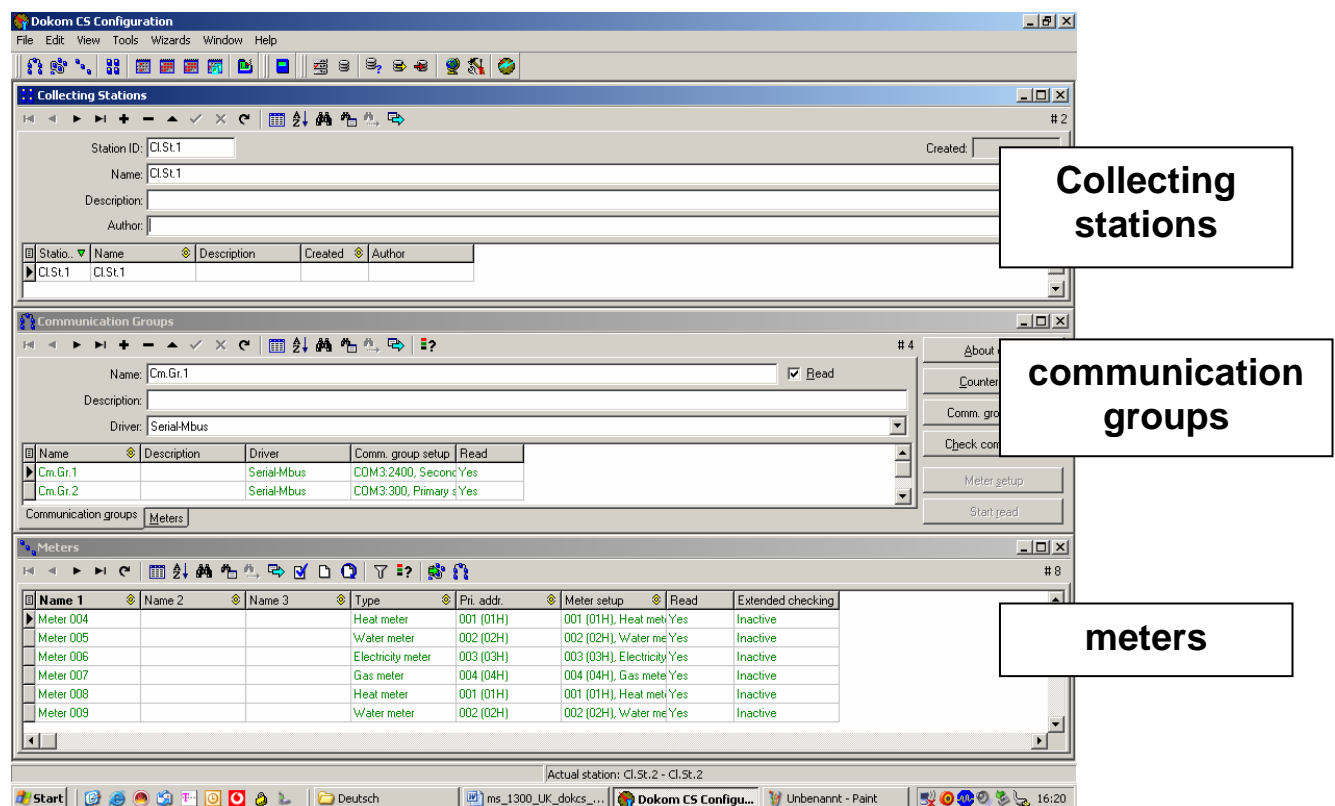 Dokom CS Configuration
File Edit View Tools Wizards Window Help
Collecting Stations
#2
Station ID: Cl.St.1
Created:
Name: Cl.St.1
Description:
Author:
Statio.. Name Description Created Author
Cl.St.1 Cl.St.1
Collecting stations
Communication Groups
#4
Name: Cm.Gr.1
Read
Description:
Driver: Serial-Mbus
Name Description Driver Comm. group setup Read
Cm.Gr.1 Serial-Mbus COM3:2400, Second Yes
Cm.Gr.2 Serial-Mbus COM3:300, Primary s Yes
Communication groups Meters
About
Counter
Comm. gro
Check com
Meter setup
Start read
communication groups
Meters
#8
Name 1 Name 2 Name 3 Type Pri. addr. Meter setup Read Extended checking
Meter 004 Heat meter 001 (01H) 001 (01H), Heat met Yes Inactive
Meter 005 Water meter 002 (02H) 002 (02H), Water me Yes Inactive
Meter 006 Electricity meter 003 (03H) 003 (03H), Electricity Yes Inactive
Meter 007 Gas meter 004 (04H) 004 (04H), Gas mete Yes Inactive
Meter 008 Heat meter 001 (01H) 001 (01H), Heat met Yes Inactive
Meter 009 Water meter 002 (02H) 002 (02H), Water me Yes Inactive
meters
Actual station: Cl.St.2 - Cl.St.2
Start Deutsch ms_1300_UK_dokcs_... Dokom CS Configu... Unbenannt - Paint 16:20